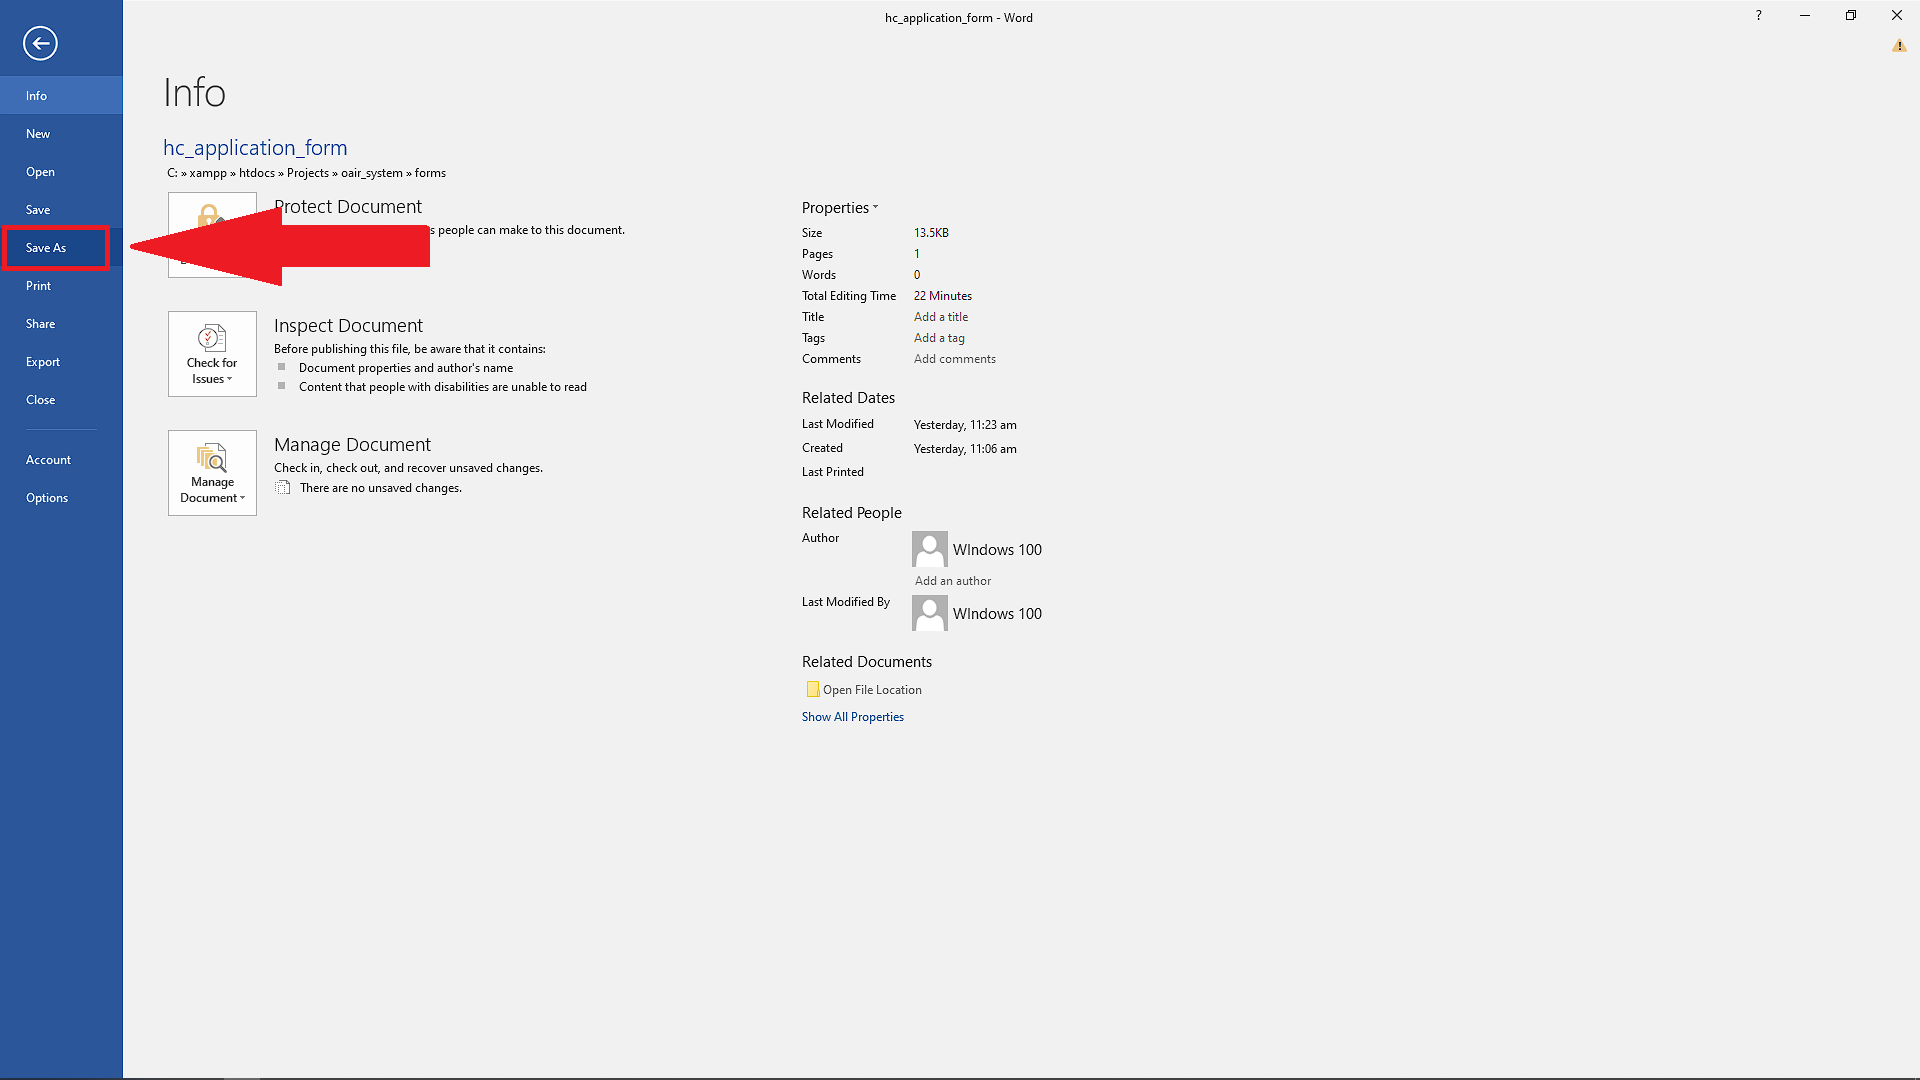 hc_application_form - Word
?
Info
New
Open
Save
Save As
Print
Share
Export
Close
Account
Options
Info
hc_application_form
C: » xampp » htdocs » Projects » oair_system » forms
Protect Document
people can make to this document.
Check for
Issues
Inspect Document
Before publishing this file, be aware that it contains:
Document properties and author's name
Content that people with disabilities are unable to read
Manage
Document
Manage Document
Check in, check out, and recover unsaved changes.
There are no unsaved changes.
Properties
Size 13.5KB
Pages 1
Words 0
Total Editing Time 22 Minutes
Title Add a title
Tags Add a tag
Comments Add comments
Related Dates
Last Modified Yesterday, 11:23 am
Created Yesterday, 11:06 am
Last Printed
Related People
Author WIndows 100
Add an author
Last Modified By WIndows 100
Related Documents
Open File Location
Show All Properties